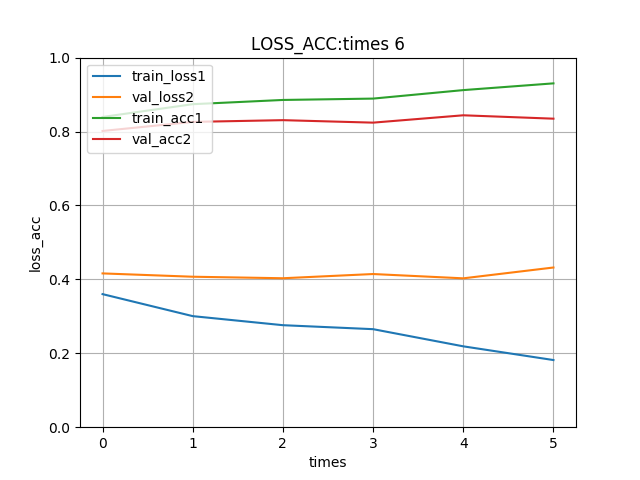 LOSS_ACC:times 6
train_loss1
val_loss2
train_acc1
val_acc2
1.0
0.8
0.6
0.4
0.2
0.0
loss_acc
0 1 2 3 4 5
times